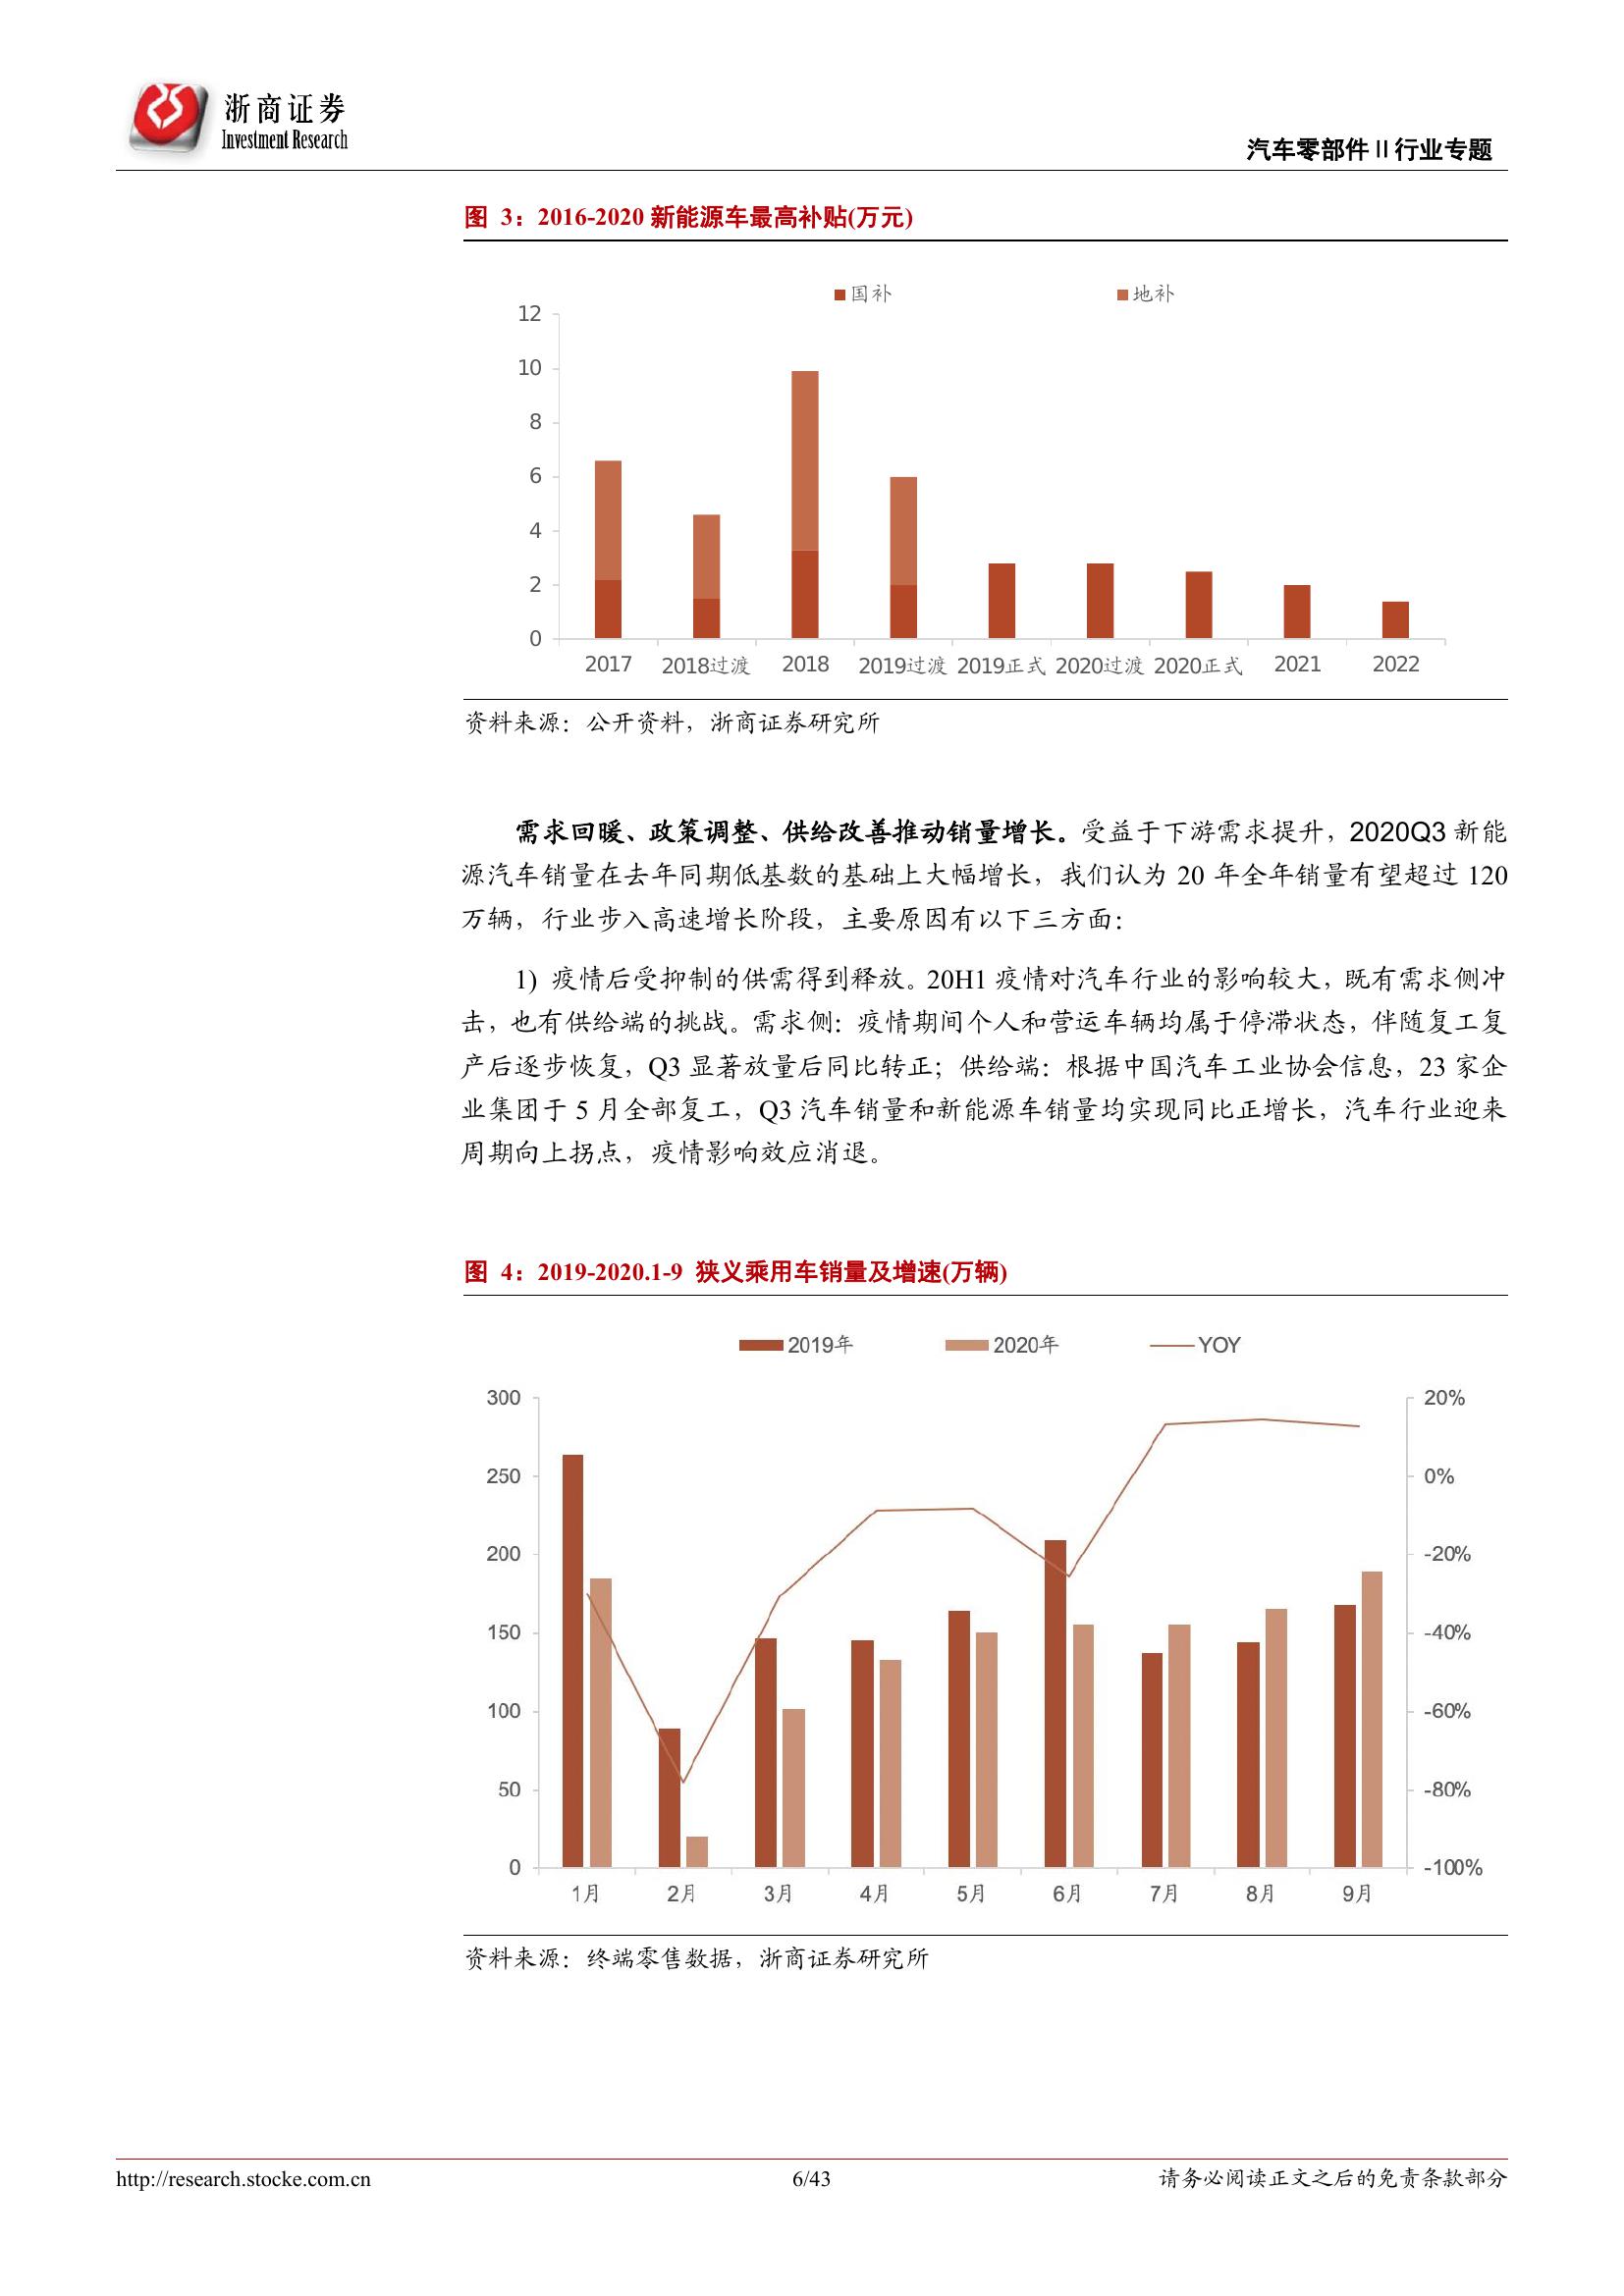 浙商证券
Investment Research
汽车零部件Ⅱ行业专题
图 3：2016-2020 新能源车最高补贴(万元)
国补 地补
12
10
8
6
4
2
0
2017 2018过渡 2018 2019过渡 2019正式 2020过渡 2020正式 2021 2022
资料来源：公开资料，浙商证券研究所
需求回暖、政策调整、供给改善推动销量增长。受益于下游需求提升，2020Q3 新能
源汽车销量在去年同期低基数的基础上大幅增长，我们认为 20 年全年销量有望超过 120
万辆，行业步入高速增长阶段，主要原因有以下三方面：
1) 疫情后受抑制的供需得到释放。20H1 疫情对汽车行业的影响较大，既有需求侧冲
击，也有供给端的挑战。需求侧：疫情期间个人和营运车辆均属于停滞状态，伴随复工复
产后逐步恢复，Q3 显著放量后同比转正；供给端：根据中国汽车工业协会信息，23 家企
业集团于 5 月全部复工，Q3 汽车销量和新能源车销量均实现同比正增长，汽车行业迎来
周期向上拐点，疫情影响效应消退。
图 4：2019-2020.1-9 狭义乘用车销量及增速(万辆)
2019年 2020年 YOY
300 20%
250 0%
200 -20%
150 -40%
100 -60%
50 -80%
0 -100%
1月 2月 3月 4月 5月 6月 7月 8月 9月
资料来源：终端零售数据，浙商证券研究所
http://research.stocke.com.cn 6/43 请务必阅读正文之后的免责条款部分